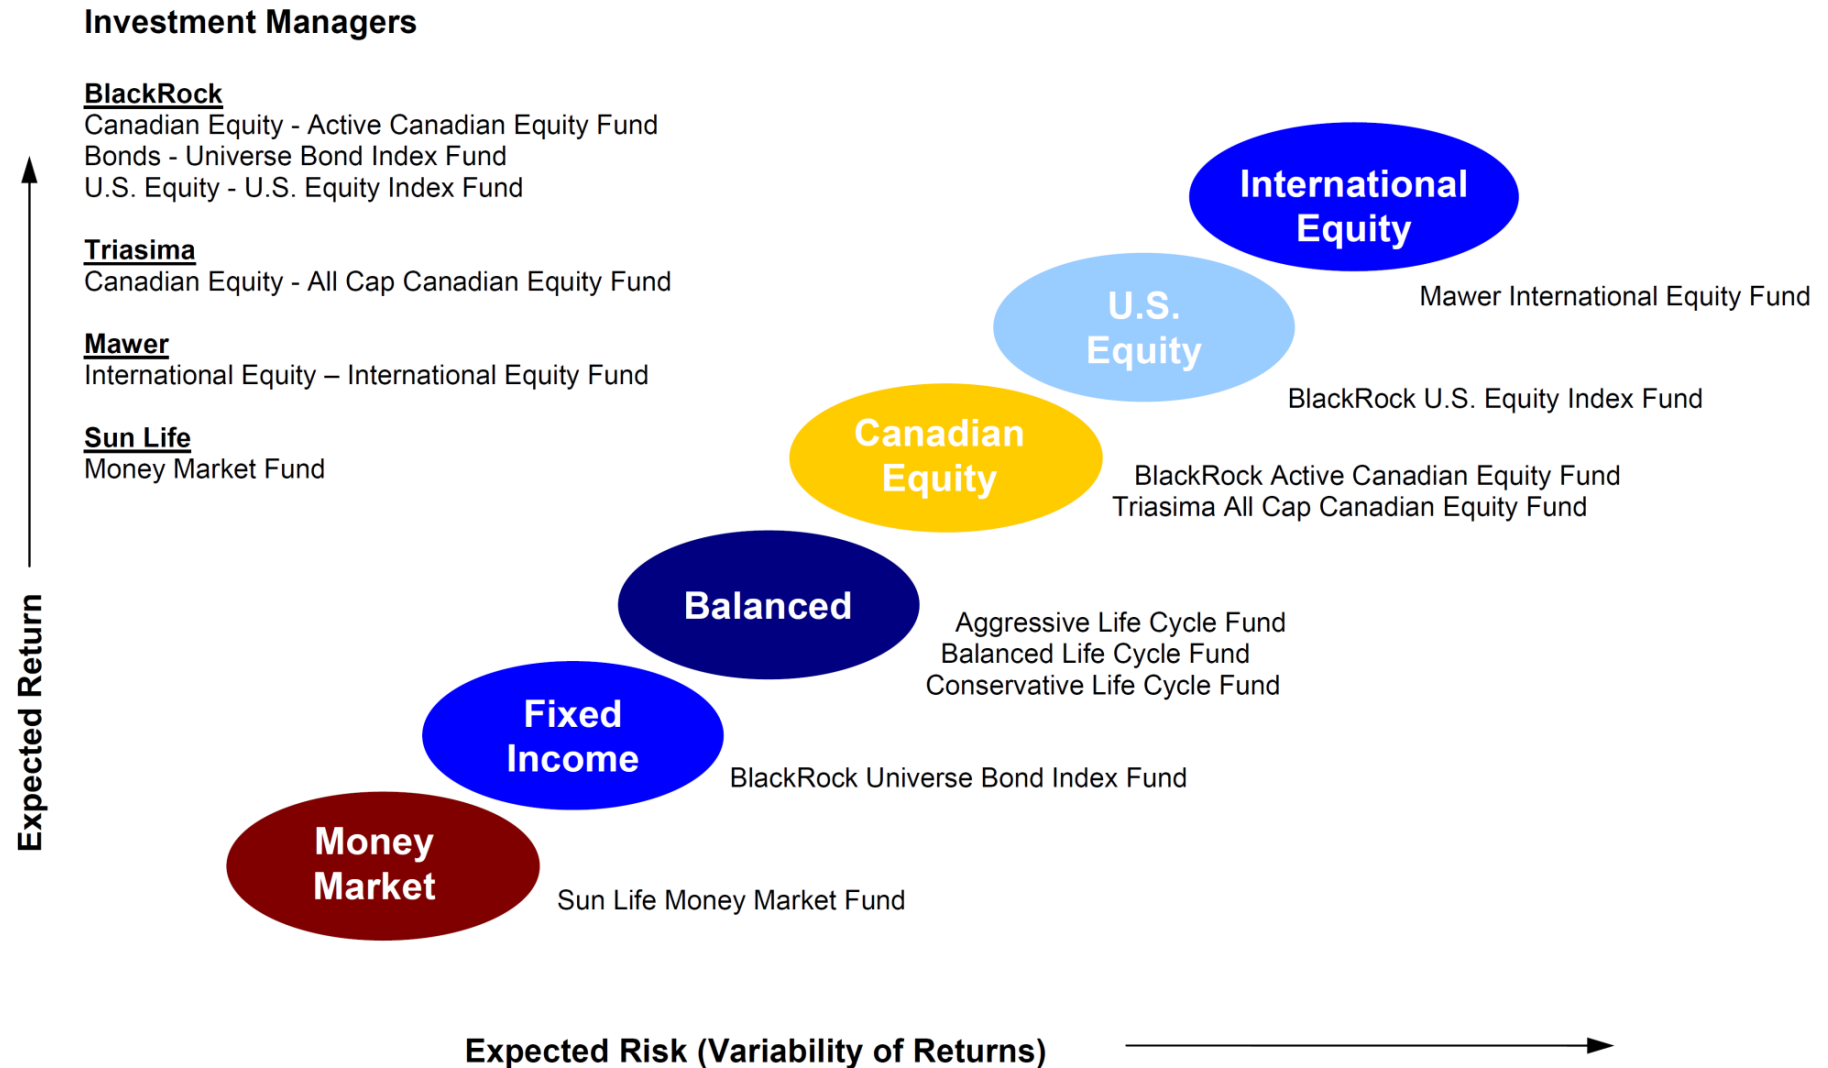 Investment Managers
BlackRock
Canadian Equity - Active Canadian Equity Fund
Bonds - Universe Bond Index Fund
U.S. Equity - U.S. Equity Index Fund
Triasima
Canadian Equity - All Cap Canadian Equity Fund
Mawer
International Equity – International Equity Fund
Sun Life
Money Market Fund
International
Equity
Mawer International Equity Fund
U.S.
Equity
BlackRock U.S. Equity Index Fund
Canadian
Equity
BlackRock Active Canadian Equity Fund
Triasima All Cap Canadian Equity Fund
Balanced
Aggressive Life Cycle Fund
Balanced Life Cycle Fund
Conservative Life Cycle Fund
Fixed
Income
BlackRock Universe Bond Index Fund
Money
Market
Sun Life Money Market Fund
Expected Return
Expected Risk (Variability of Returns)